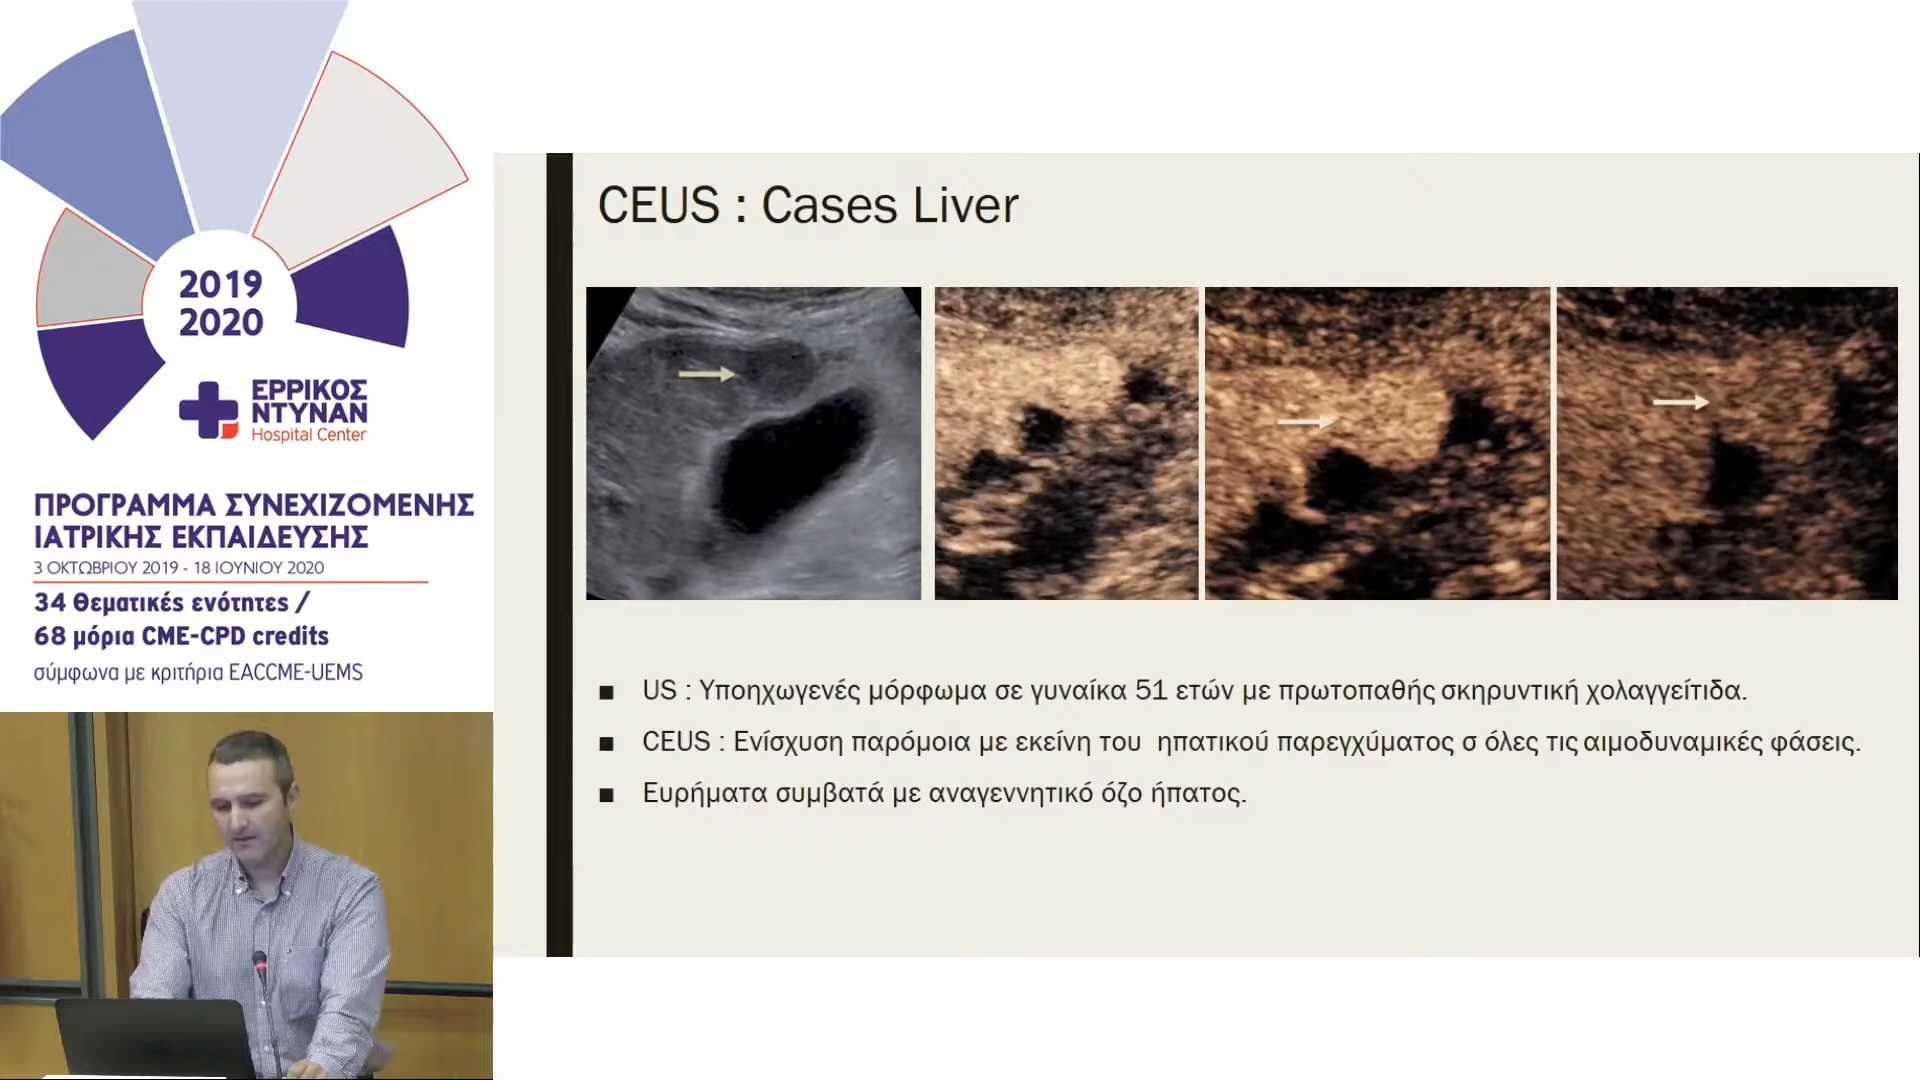 2019
2020
ΕΡΡΙΚΟΣ
ΝΤΥΝΑΝ
Hospital Center
ΠΡΟΓΡΑΜΜΑ ΣΥΝΕΧΙΖΟΜΕΝΗΣ
ΙΑΤΡΙΚΗΣ ΕΚΠΑΙΔΕΥΣΗΣ
3 ΟΚΤΩΒΡΙΟΥ 2019 - 18 ΙΟΥΝΙΟΥ 2020
34 θεματικές ενότητες /
68 μόρια CME-CPD credits
σύμφωνα με κριτήρια EACCME-UEMS
CEUS : Cases Liver
■ US : Υποηχωγενές μόρφωμα σε γυναίκα 51 ετών με πρωτοπαθής σκηρυντική χολαγγείτιδα.
■ CEUS : Ενίσχυση παρόμοια με εκείνη του ηπατικού παρεγχύματος σ όλες τις αιμοδυναμικές φάσεις.
■ Ευρήματα συμβατά με αναγεννητικό όζο ήπατος.